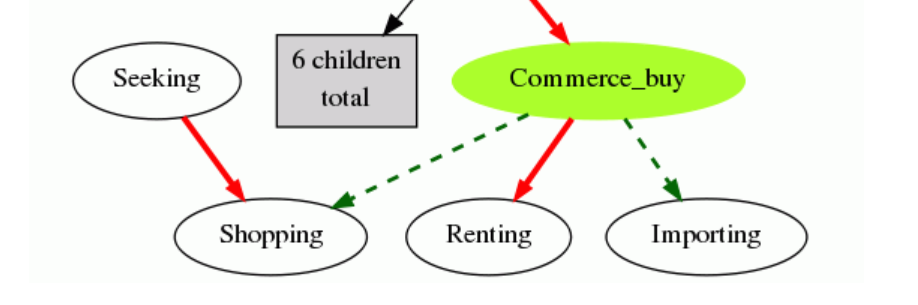 6 children
total
Seeking
Commerce_buy
Shopping
Renting
Importing